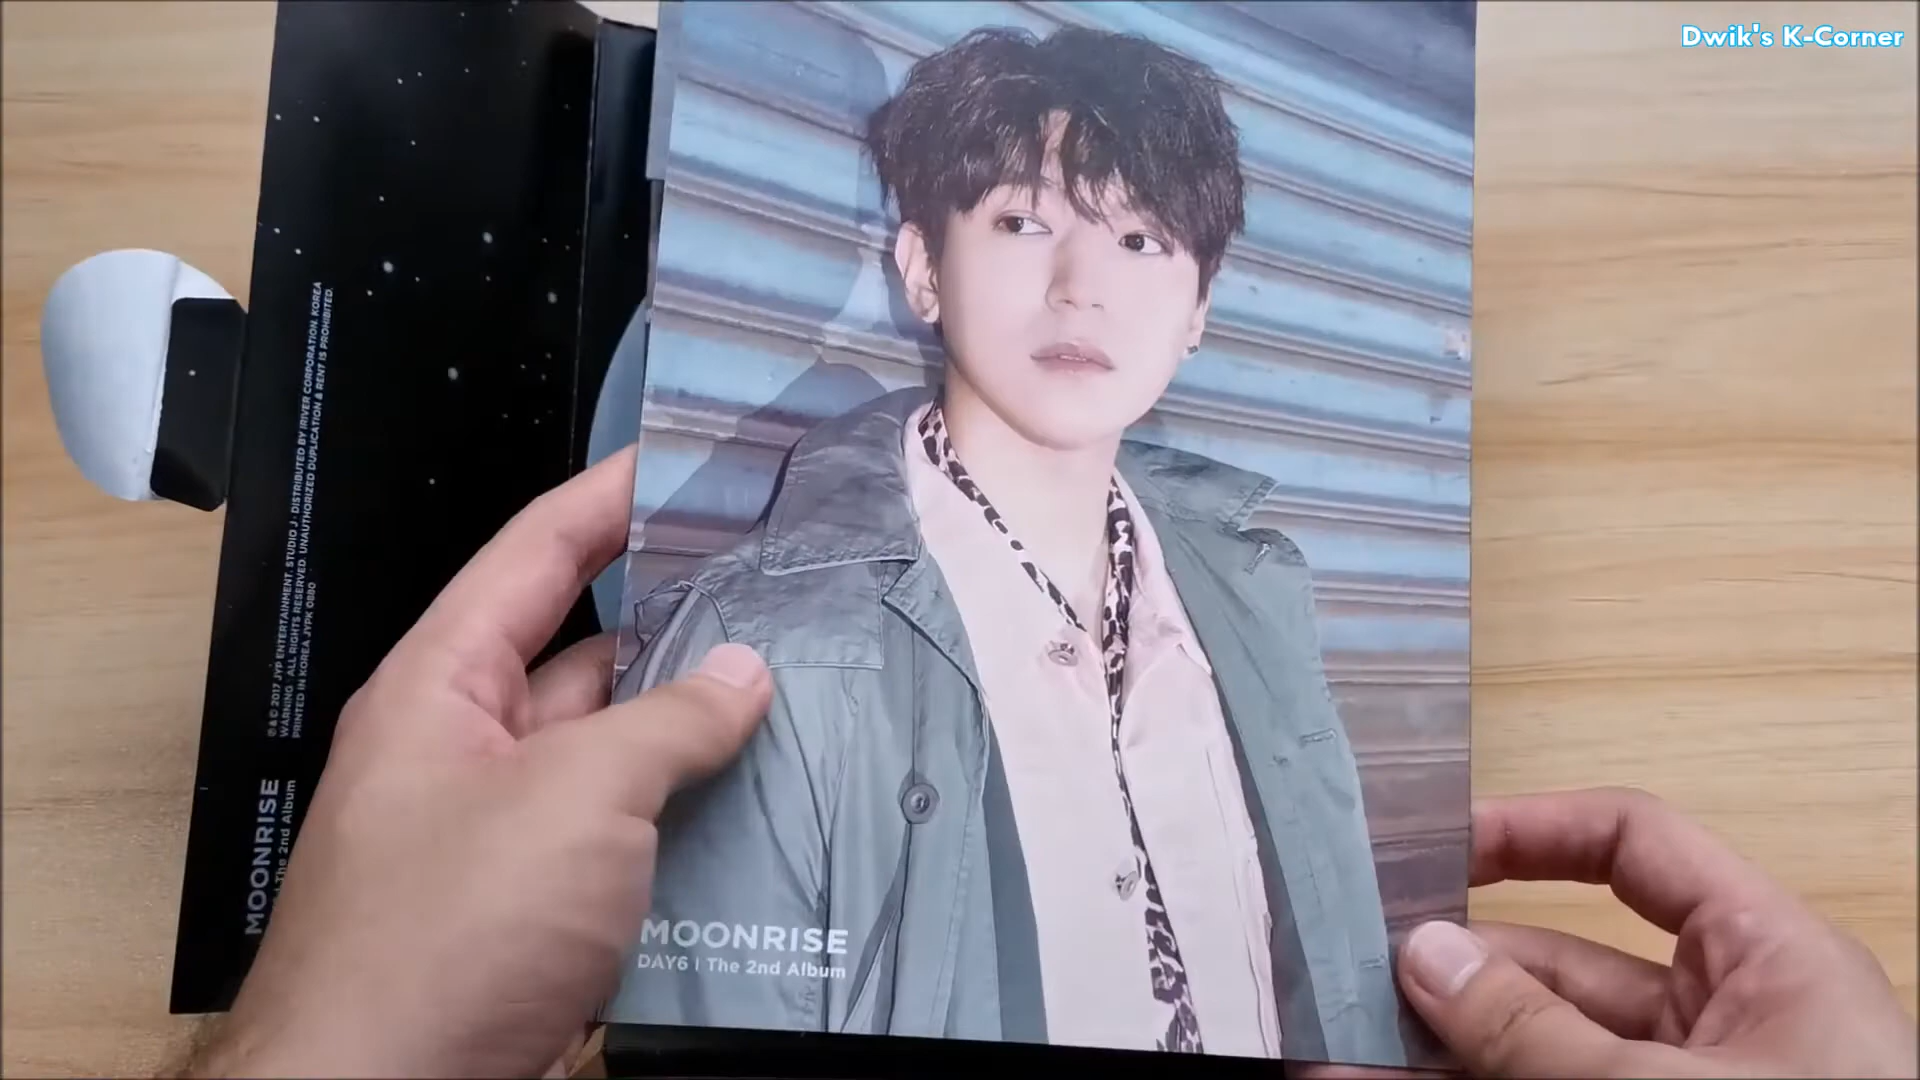 Dwik's K-Corner
℗ & © 2017 JYP ENTERTAINMENT. STUDIO J · DISTRIBUTED BY IRIVER CORPORATION. KOREA
WARNING : ALL RIGHTS RESERVED. UNAUTHORIZED DUPLICATION & RENT IS PROHIBITED.
PRINTED IN KOREA JYPK 0880
MOONRISE
The 2nd Album
MOONRISE
DAY6 | The 2nd Album